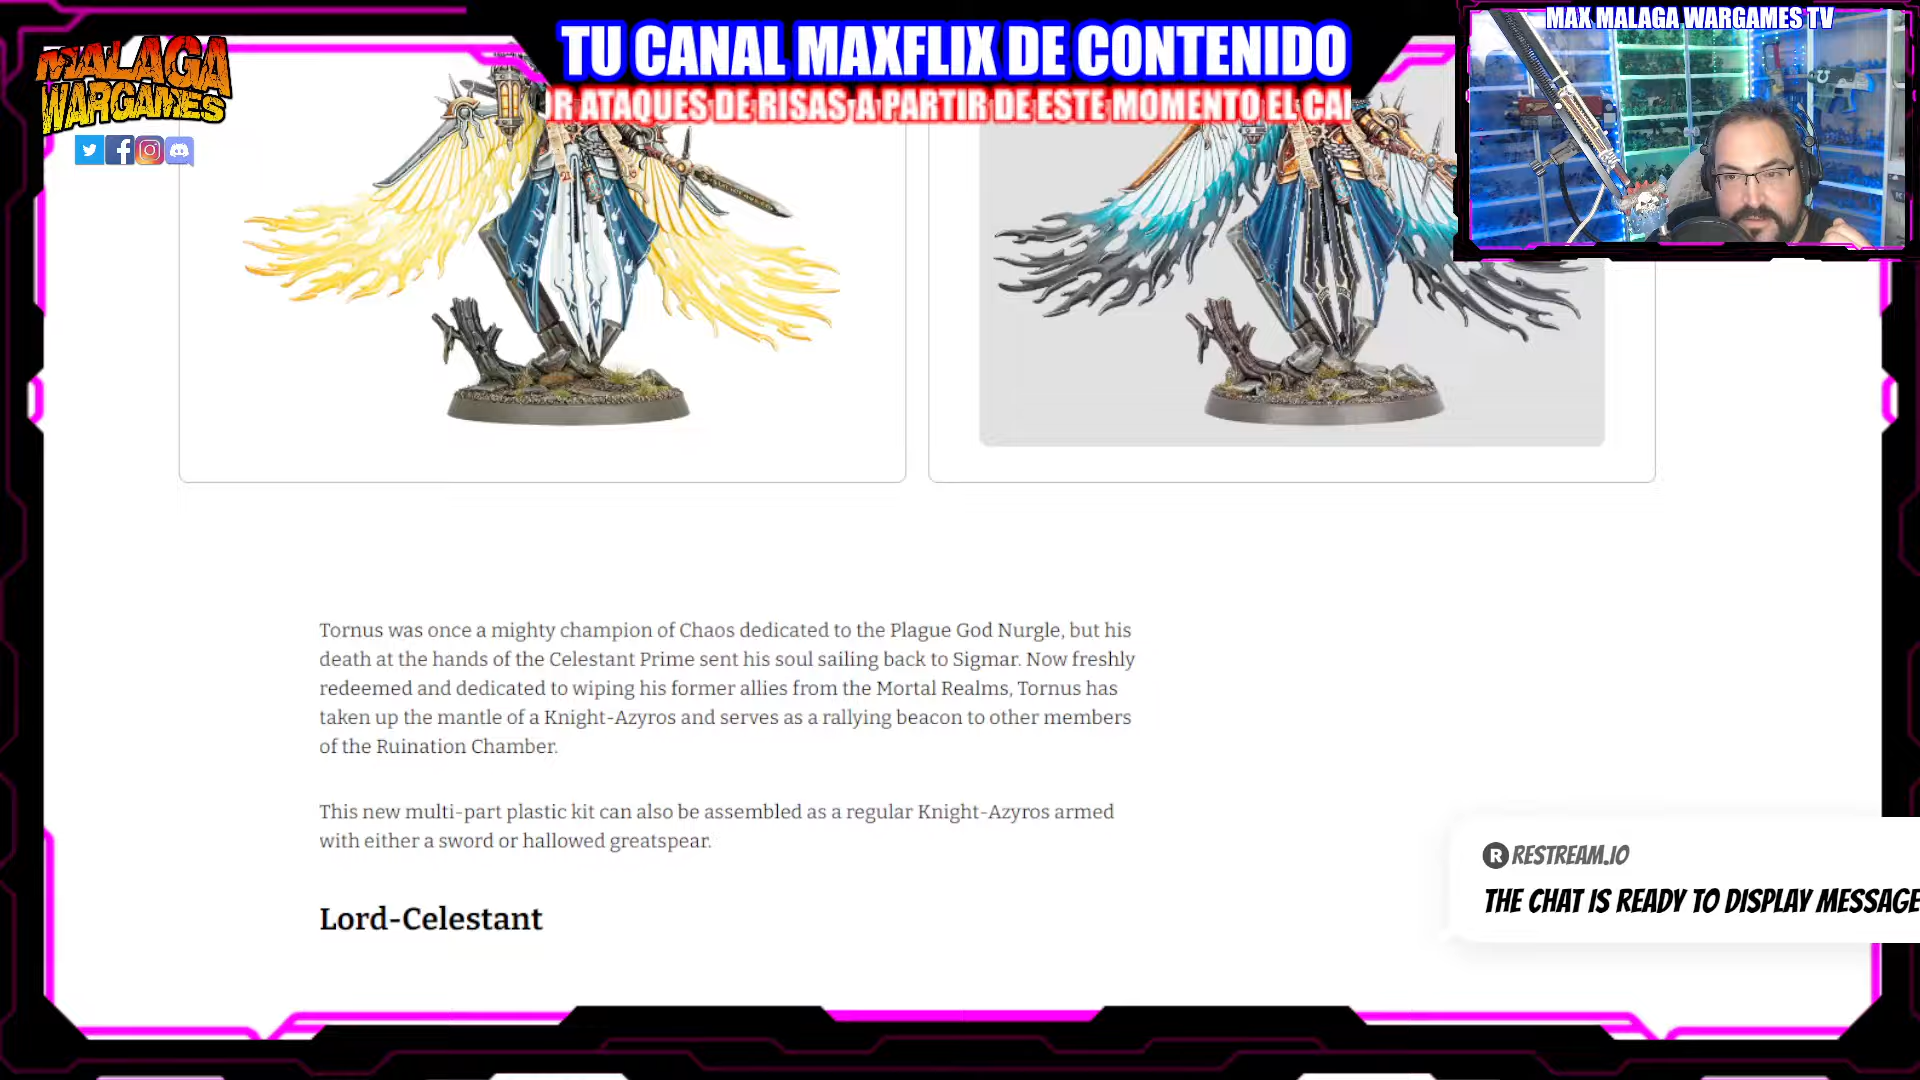 MALAGA
WARGAMES
TU CANAL MAXFLIX DE CONTENIDO
ATAQUES DE RISAS A PARTIR DE ESTE MOMENTO EL
MAX MALAGA WARGAMES TV
Tornus was once a mighty champion of Chaos dedicated to the Plague God Nurgle, but his
death at the hands of the Celestant Prime sent his soul sailing back to Sigmar. Now freshly
redeemed and dedicated to wiping his former allies from the Mortal Realms, Tornus has
taken up the mantle of a Knight-Azyros and serves as a rallying beacon to other members
of the Ruination Chamber.
This new multi-part plastic kit can also be assembled as a regular Knight-Azyros armed
with either a sword or hallowed greatspear.
Lord-Celestant
R RESTREAM.IO
THE CHAT IS READY TO DISPLAY MESSAGE